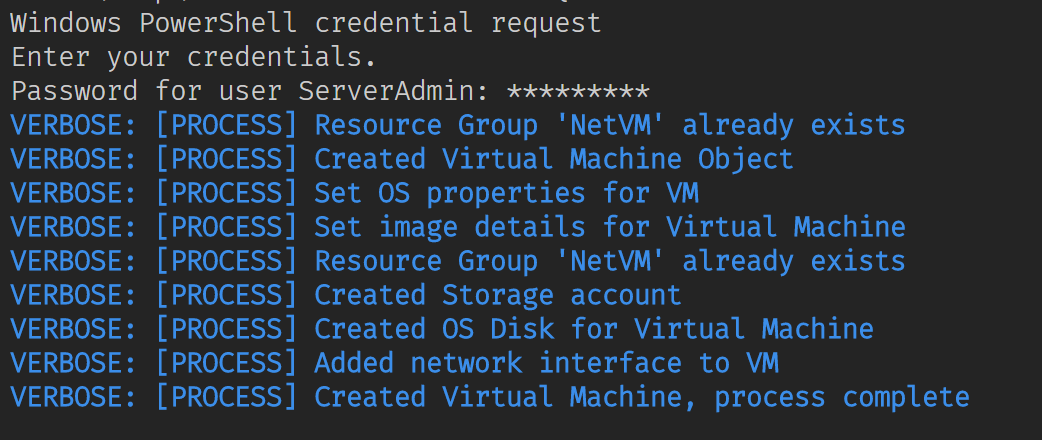 Windows PowerShell credential request
Enter your credentials.
Password for user ServerAdmin: *********
VERBOSE: [PROCESS] Resource Group 'NetVM' already exists
VERBOSE: [PROCESS] Created Virtual Machine Object
VERBOSE: [PROCESS] Set OS properties for VM
VERBOSE: [PROCESS] Set image details for Virtual Machine
VERBOSE: [PROCESS] Resource Group 'NetVM' already exists
VERBOSE: [PROCESS] Created Storage account
VERBOSE: [PROCESS] Created OS Disk for Virtual Machine
VERBOSE: [PROCESS] Added network interface to VM
VERBOSE: [PROCESS] Created Virtual Machine, process complete